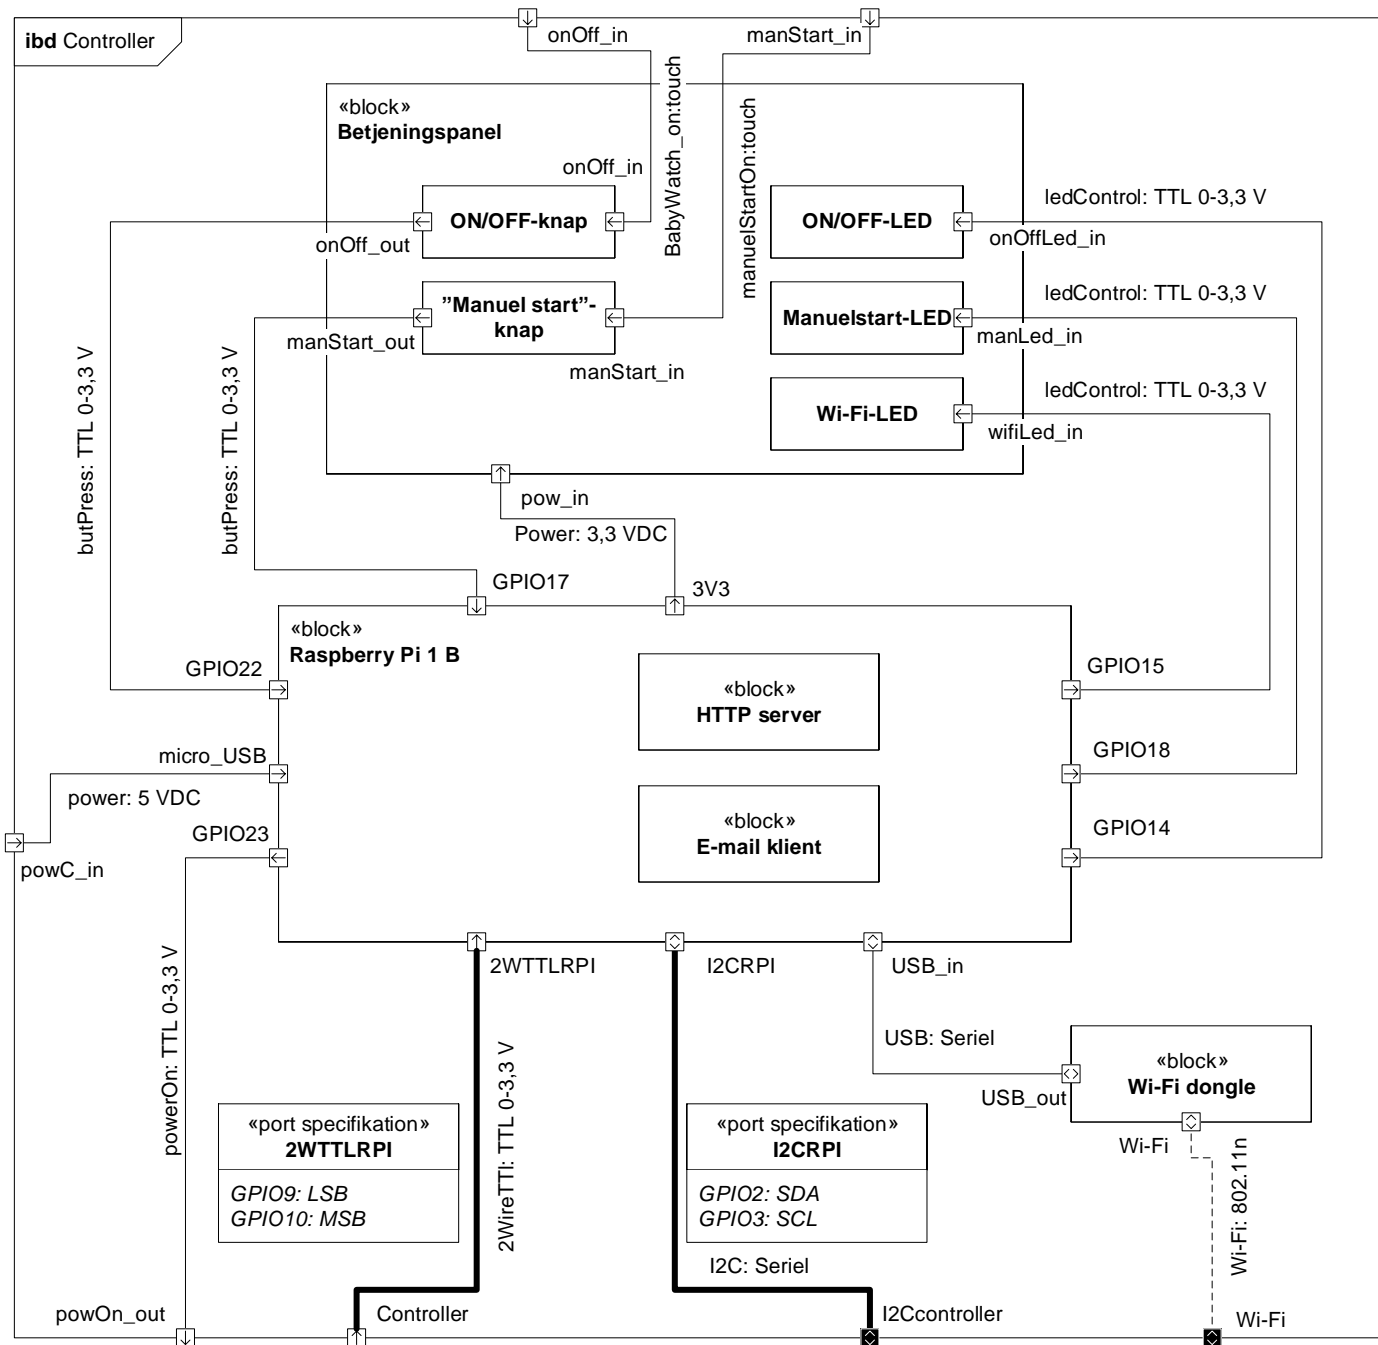 ibd Controller
onOff_in
manStart_in
«block»
Betjeningspanel
BabyWatch_on:touch
manuelStartOn:touch
onOff_in
ON/OFF-knap
onOff_out
ON/OFF-LED
ledControl: TTL 0-3,3 V
onOffLed_in
”Manuel start”-
knap
manStart_out
manStart_in
Manuelstart-LED
ledControl: TTL 0-3,3 V
manLed_in
Wi-Fi-LED
ledControl: TTL 0-3,3 V
wifiLed_in
butPress: TTL 0-3,3 V
butPress: TTL 0-3,3 V
pow_in
Power: 3,3 VDC
GPIO17
3V3
«block»
Raspberry Pi 1 B
GPIO22
GPIO15
«block»
HTTP server
micro_USB
power: 5 VDC
GPIO18
GPIO23
GPIO14
«block»
E-mail klient
powC_in
2WTTLRPI
I2CRPI
USB_in
powerOn: TTL 0-3,3 V
2WireTTl: TTL 0-3,3 V
USB: Seriel
USB_out
«block»
Wi-Fi dongle
Wi-Fi
«port specifikation»
2WTTLRPI
GPIO9: LSB
GPIO10: MSB
«port specifikation»
I2CRPI
GPIO2: SDA
GPIO3: SCL
I2C: Seriel
Wi-Fi: 802.11n
powOn_out
Controller
I2Ccontroller
Wi-Fi